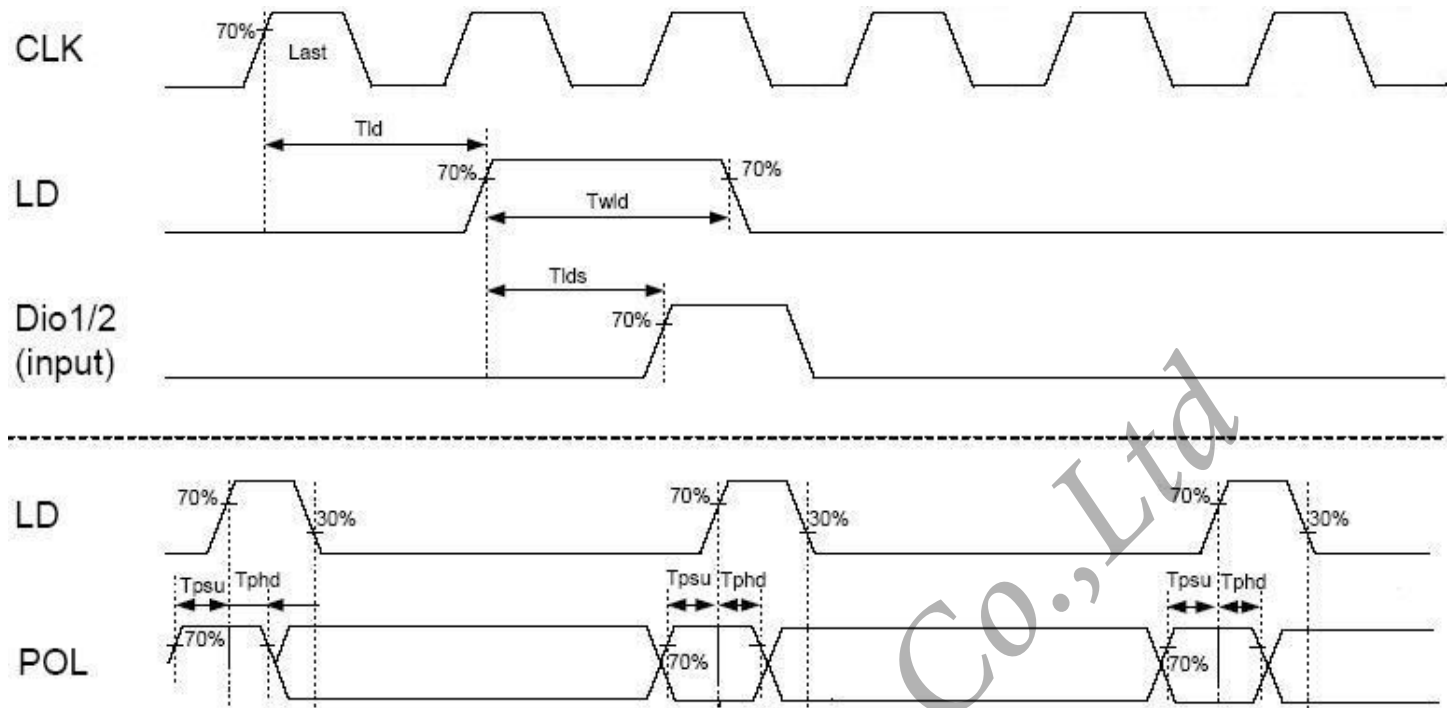 CLK
70%
Last
Tld
LD
70%
70%
Twld
Tlds
Dio1/2
(input)
70%
LD
70%
30%
70%
30%
70%
30%
Tpsu
Tphd
Tpsu
Tphd
Tpsu
Tphd
POL
70%
70%
70%
Co.,Ltd